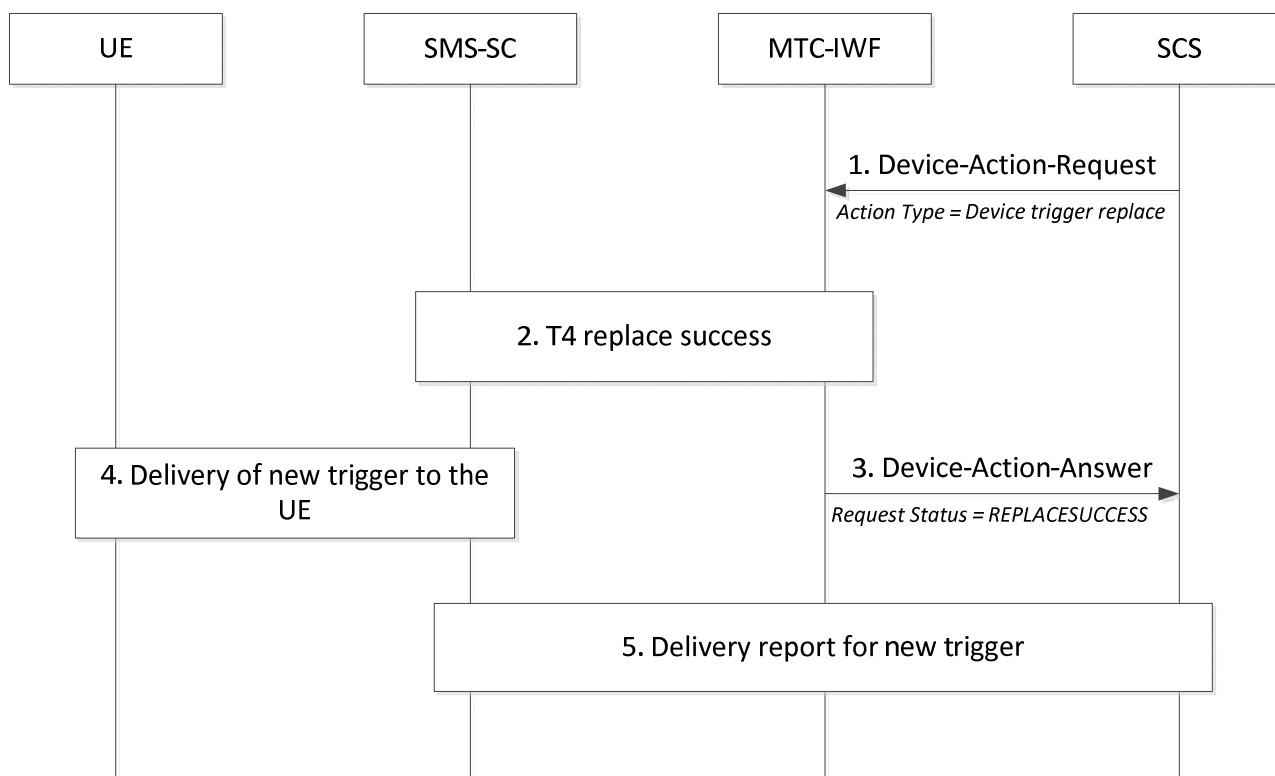 UE
SMS-SC
MTC-IWF
SCS
1. Device-Action-Request
Action Type = Device trigger replace
2. T4 replace success
4. Delivery of new trigger to the
UE
3. Device-Action-Answer
Request Status = REPLACESUCCESS
5. Delivery report for new trigger